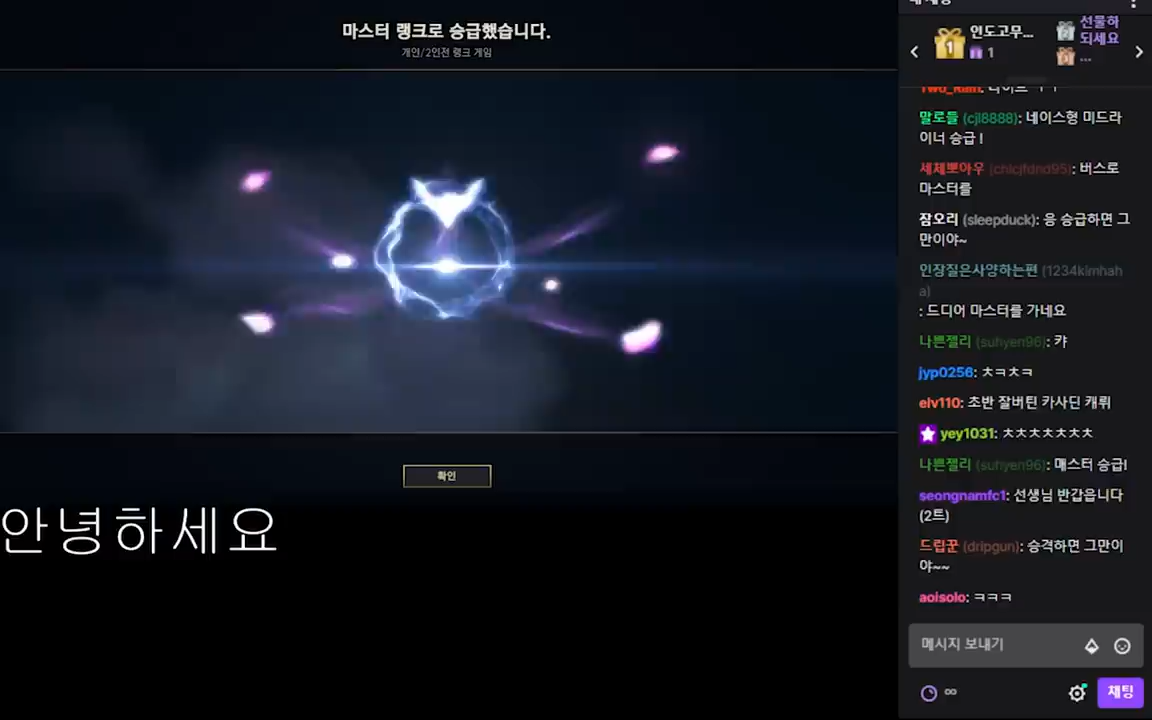 마스터 랭크로 승급했습니다.
개인/2인전 랭크 게임
확인
안녕하세요
인도고무...
1
1
2
선물하
되세요
3
...
말로들 (cjl8888): 네이스형 미드라
이너 승급 !
세체뽀아우 (chlcjfdnd95): 버스로
마스터를
잠오리 (sleepduck): 응 승급하면 그
만이야~
인장질은사양하는편 (1234kimhah
a)
: 드디어 마스터를 가네요
나쁜젤리 (suhyen96): 캬
jyp0256: ㅊㅋㅊㅋ
elv110: 초반 잘버틴 카사딘 캐뤼
yey1031: ㅊㅊㅊㅊㅊㅊㅊ
나쁜젤리 (suhyen96): 매스터 승급!
seongnamfc1: 선생님 반갑읍니다
(2트)
드립꾼 (dripgun): 승격하면 그만이
야~~
aoisolo: ㅋㅋㅋ
메시지 보내기
∞
채팅